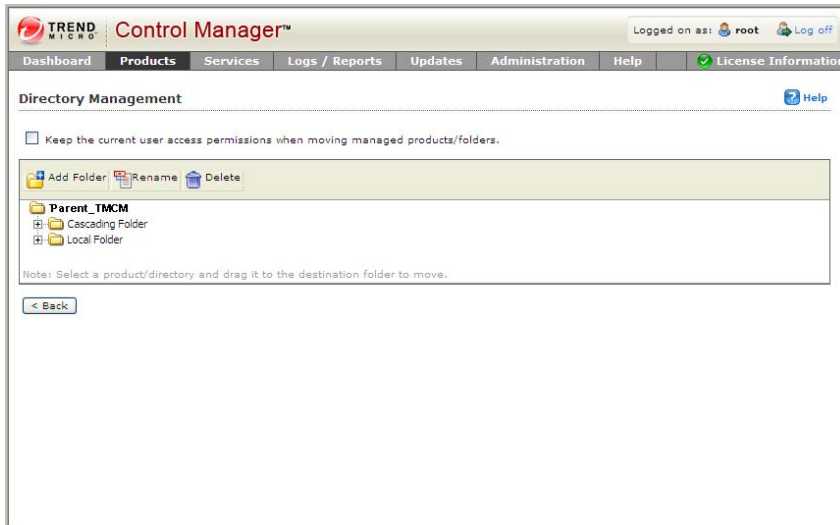 TREND MICRO Control Manager™ Logged on as: root Log off
Dashboard Products Services Logs / Reports Updates Administration Help License Information
Directory Management Help
Keep the current user access permissions when moving managed products/folders.
Add Folder Rename Delete
Parent_TMCM
Cascading Folder
Local Folder
Note: Select a product/directory and drag it to the destination folder to move.
< Back